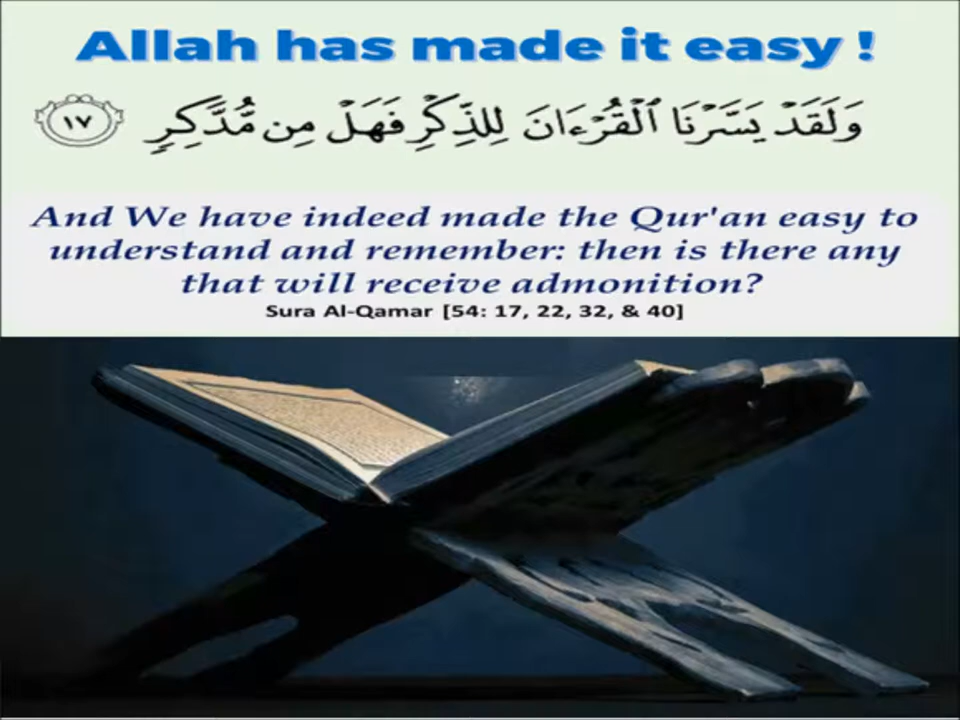 Allah has made it easy !
وَلَقَدْ يَسَّرْنَا ٱلْقُرْءَانَ لِلذِّكْرِ فَهَلْ مِن مُّدَّكِرٍ ١٧
And We have indeed made the Qur'an easy to
understand and remember: then is there any
that will receive admonition?
Sura Al-Qamar [54: 17, 22, 32, & 40]